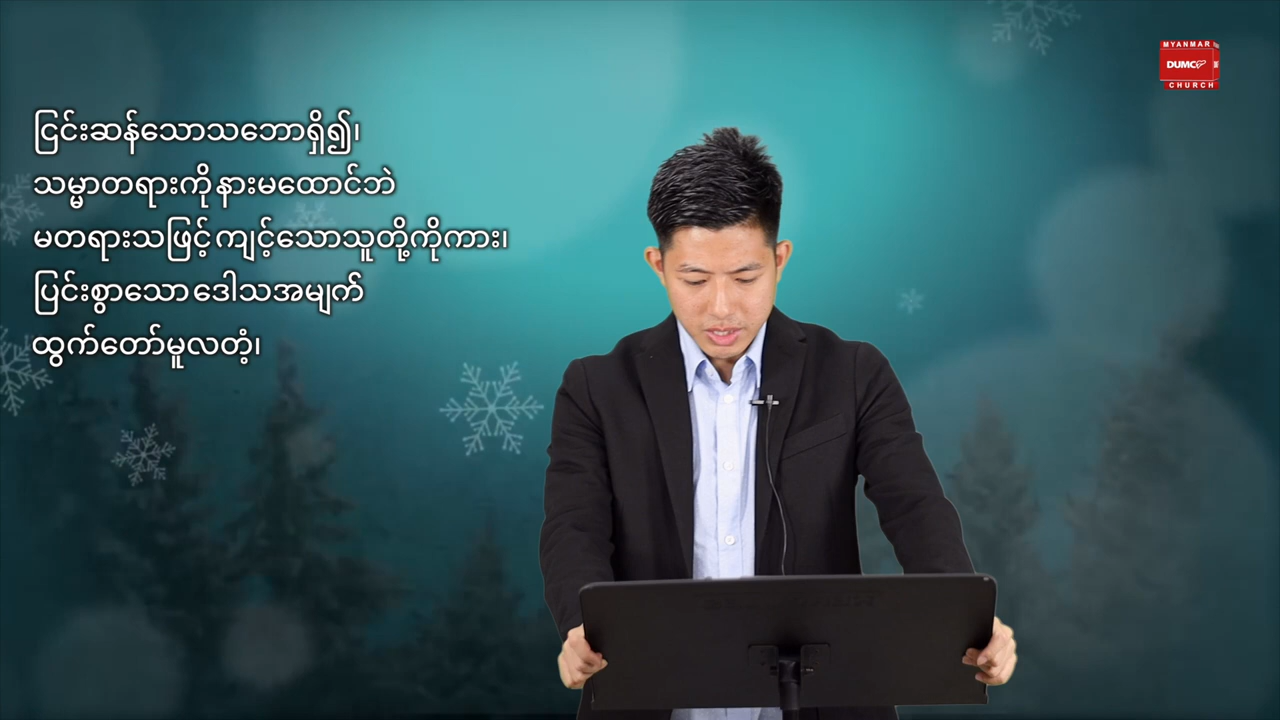 ငြင်းဆန်သောသဘောရှိ၍၊
သမ္မာတရားကို နားမထောင်ဘဲ
မတရားသဖြင့် ကျင့်သောသူတို့ကိုကား၊
ပြင်းစွာသော ဒေါသအမျက်
ထွက်တော်မူလတံ့၊
MYANMAR
DUMC
CHURCH